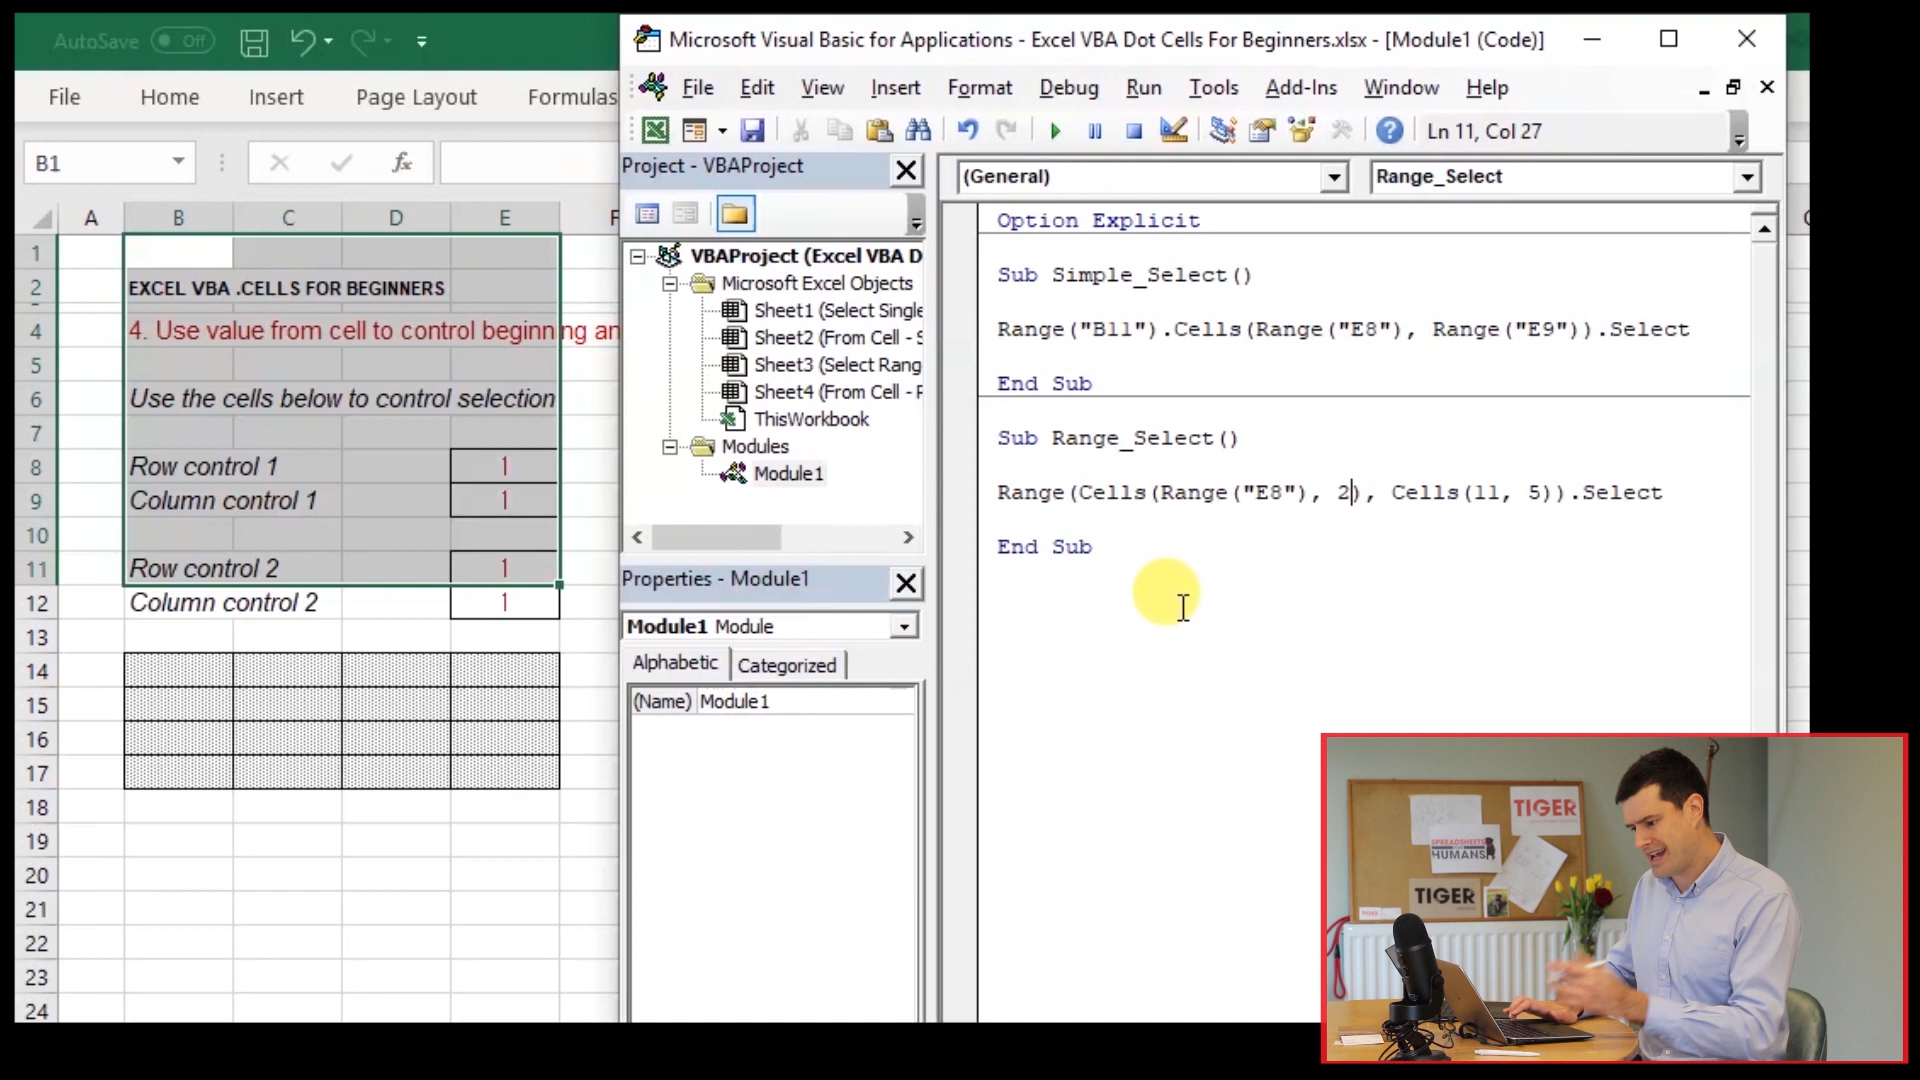 AutoSave Off
File Home Insert Page Layout Formulas
B1
fx
A B C D E F
1
2 EXCEL VBA .CELLS FOR BEGINNERS
4 4. Use value from cell to control beginning an
5
6 Use the cells below to control selection
7
8 Row control 1 1
9 Column control 1 1
10
11 Row control 2 1
12 Column control 2 1
13
14
15
16
17
18
19
20
21
22
23
24
Microsoft Visual Basic for Applications - Excel VBA Dot Cells For Beginners.xlsx - [Module1 (Code)]
File Edit View Insert Format Debug Run Tools Add-Ins Window Help
Ln 11, Col 27
Project - VBAProject
VBAProject (Excel VBA D
Microsoft Excel Objects
Sheet1 (Select Single
Sheet2 (From Cell - S
Sheet3 (Select Rang
Sheet4 (From Cell - F
ThisWorkbook
Modules
Module1
Properties - Module1
Module1 Module
Alphabetic Categorized
(Name) Module1
(General) Range_Select
Option Explicit
Sub Simple_Select()
Range("B11").Cells(Range("E8"), Range("E9")).Select
End Sub
Sub Range_Select()
Range(Cells(Range("E8"), 2), Cells(11, 5)).Select
End Sub
TIGER
SPREADSHEETS
HUMANS
TIGER
TIGER